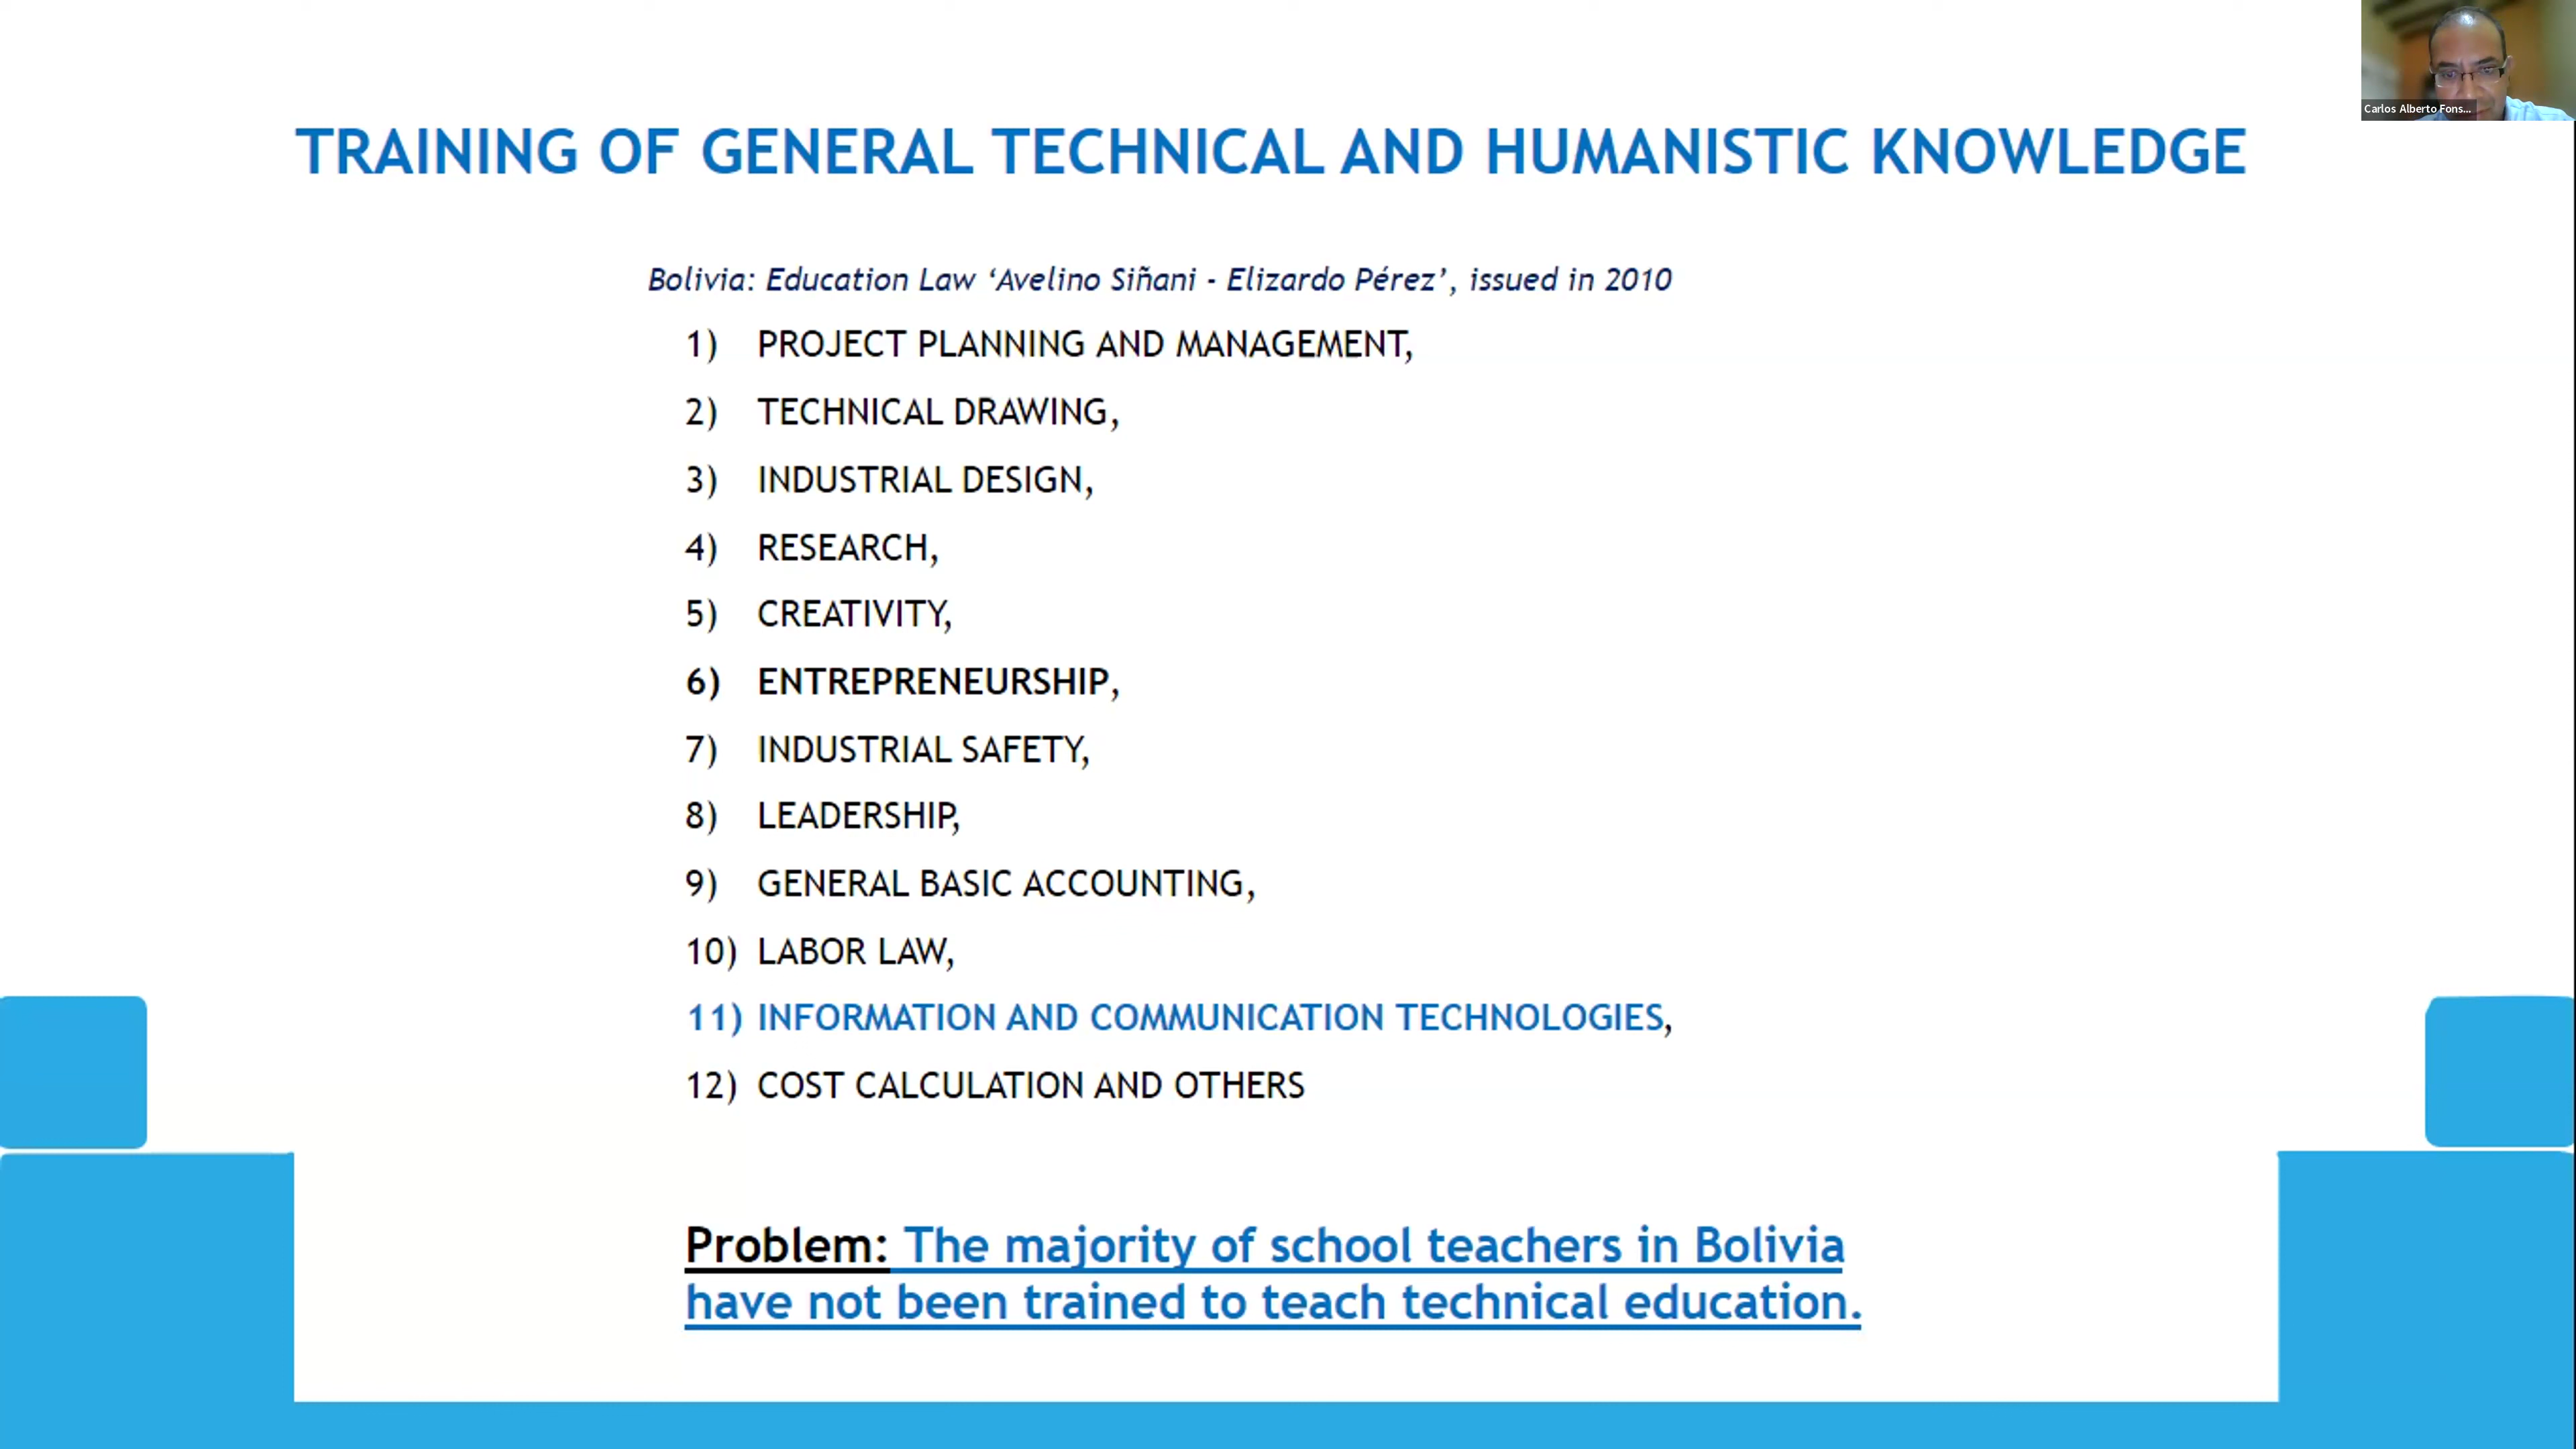 Carlos Alberto Fons...
TRAINING OF GENERAL TECHNICAL AND HUMANISTIC KNOWLEDGE
Bolivia: Education Law ‘Avelino Siñani - Elizardo Pérez’, issued in 2010
1) PROJECT PLANNING AND MANAGEMENT,
2) TECHNICAL DRAWING,
3) INDUSTRIAL DESIGN,
4) RESEARCH,
5) CREATIVITY,
6) ENTREPRENEURSHIP,
7) INDUSTRIAL SAFETY,
8) LEADERSHIP,
9) GENERAL BASIC ACCOUNTING,
10) LABOR LAW,
11) INFORMATION AND COMMUNICATION TECHNOLOGIES,
12) COST CALCULATION AND OTHERS
Problem: The majority of school teachers in Bolivia
have not been trained to teach technical education.